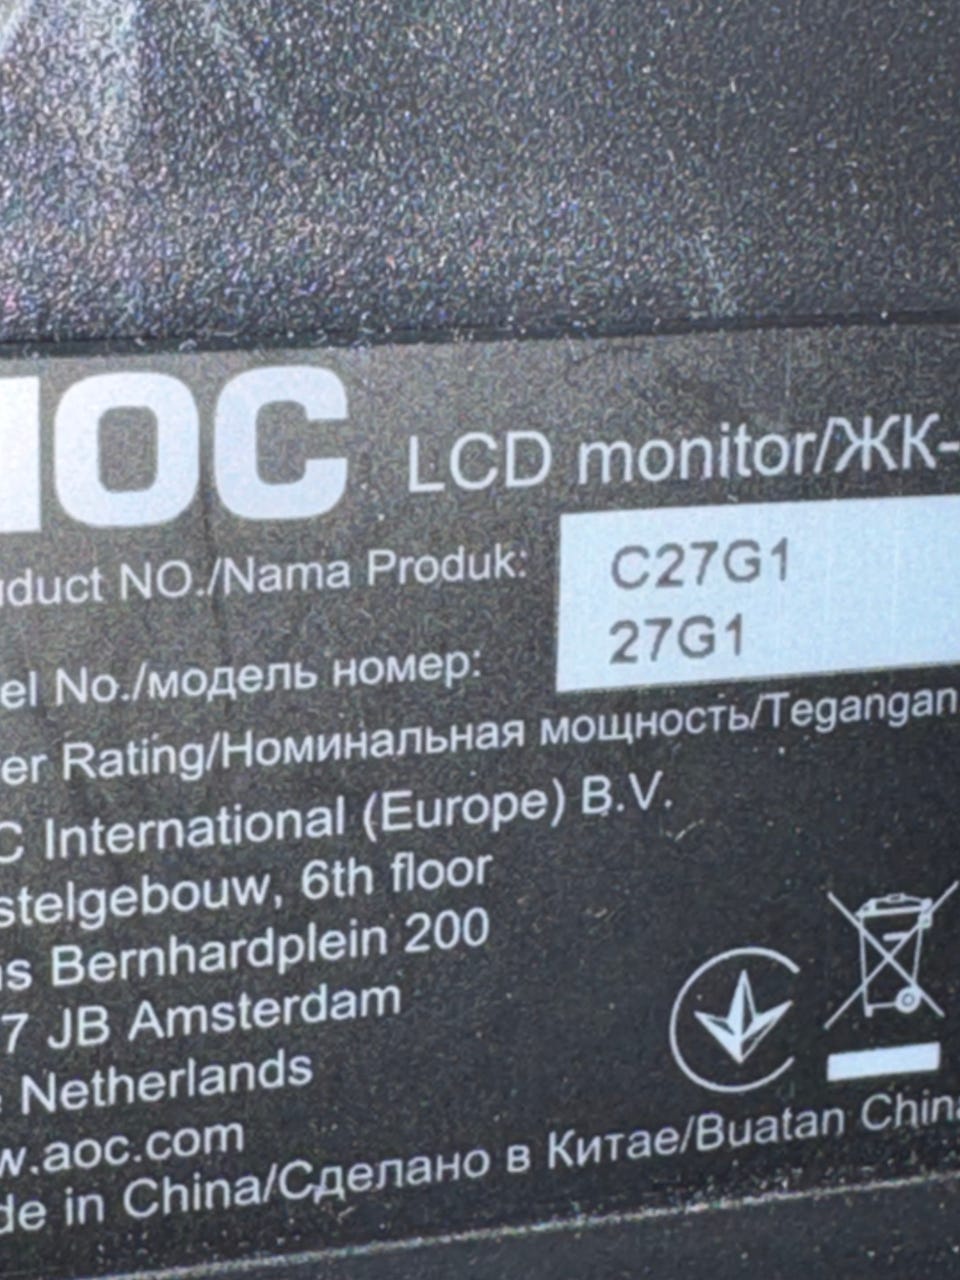 AOC LCD monitor/ЖК-
duct NO./Nama Produk: C27G1
el No./модель номер: 27G1
er Rating/Номинальная мощность/Tegangan
C International (Europe) B.V.
stelgebouw, 6th floor
s Bernhardplein 200
7 JB Amsterdam
Netherlands
w.aoc.com
de in China/Сделано в Китае/Buatan China